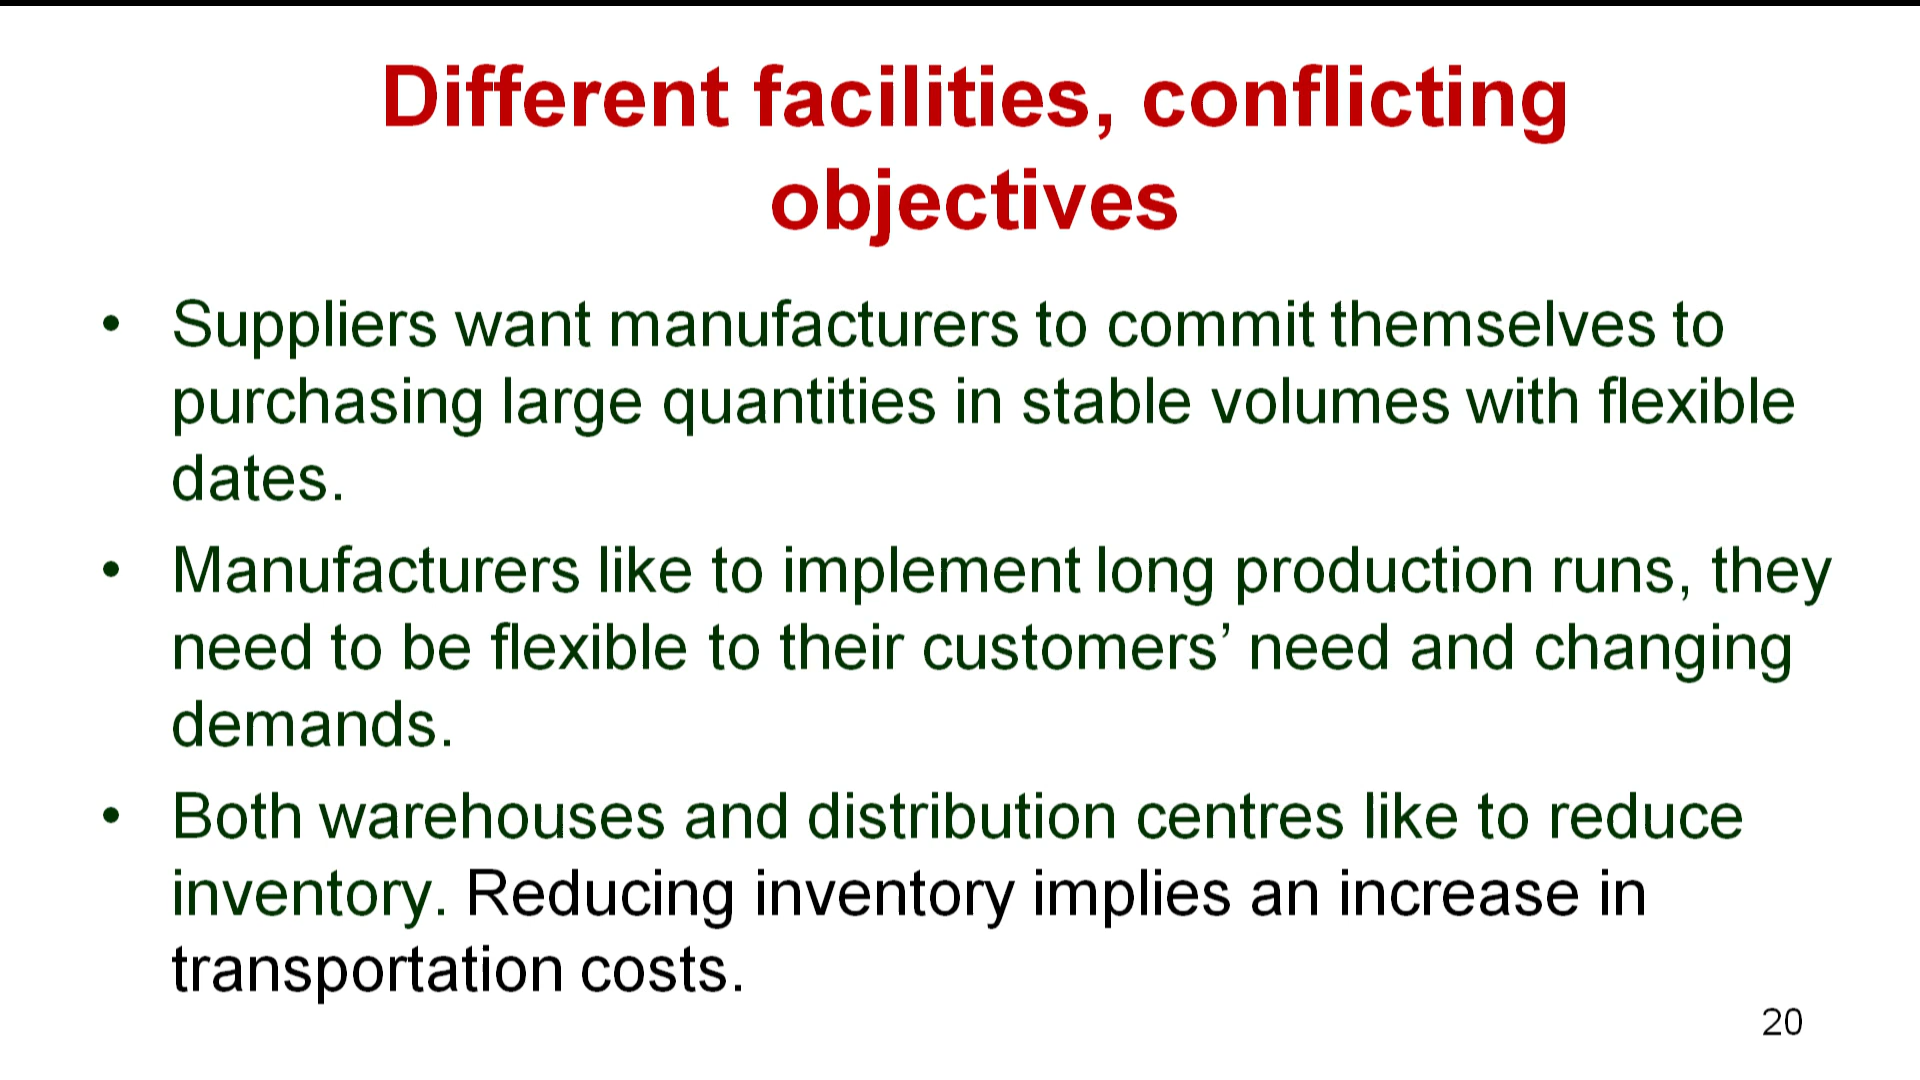 Different facilities, conflicting
objectives
• Suppliers want manufacturers to commit themselves to
purchasing large quantities in stable volumes with flexible
dates.
• Manufacturers like to implement long production runs, they
need to be flexible to their customers’ need and changing
demands.
• Both warehouses and distribution centres like to reduce
inventory. Reducing inventory implies an increase in
transportation costs.
20